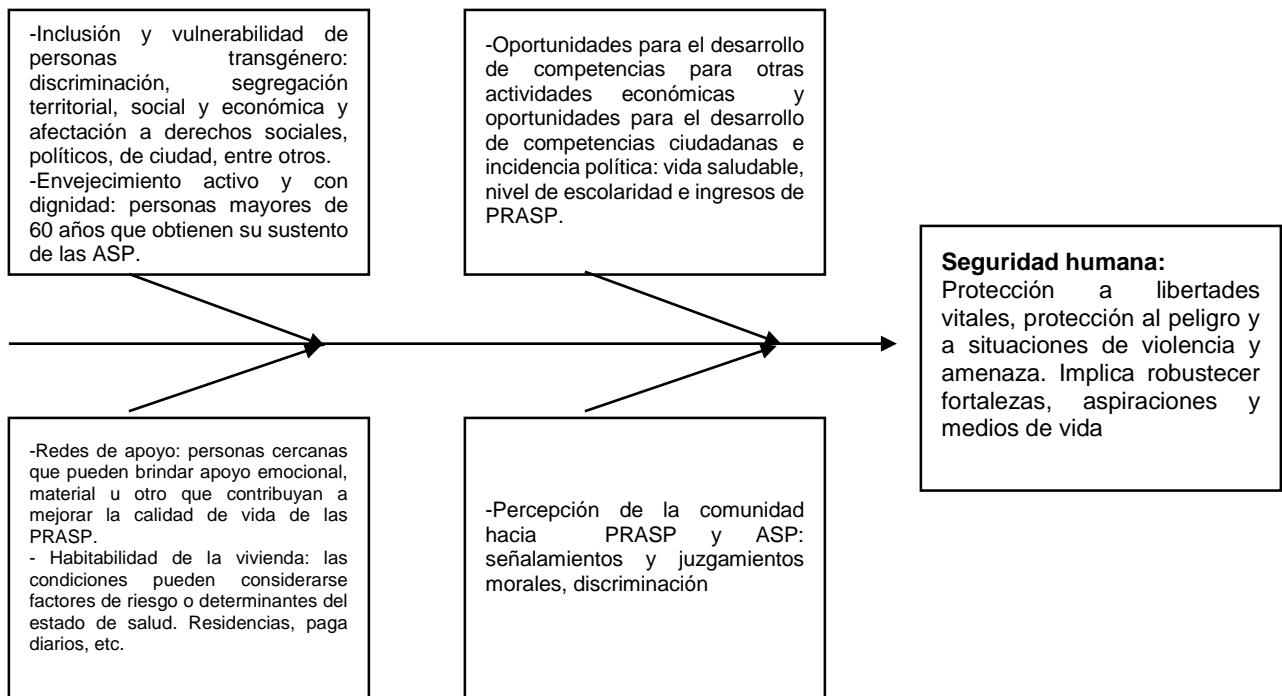 -Inclusión y vulnerabilidad de
personas transgénero:
discriminación, segregación
territorial, social y económica y
afectación a derechos sociales,
políticos, de ciudad, entre otros.
-Envejecimiento activo y con
dignidad: personas mayores de
60 años que obtienen su sustento
de las ASP.
-Oportunidades para el desarrollo
de competencias para otras
actividades económicas y
oportunidades para el desarrollo
de competencias ciudadanas e
incidencia política: vida saludable,
nivel de escolaridad e ingresos de
PRASP.
Seguridad humana:
Protección a libertades
vitales, protección al peligro y
a situaciones de violencia y
amenaza. Implica robustecer
fortalezas, aspiraciones y
medios de vida
-Redes de apoyo: personas cercanas
que pueden brindar apoyo emocional,
material u otro que contribuyan a
mejorar la calidad de vida de las
PRASP.
- Habitabilidad de la vivienda: las
condiciones pueden considerarse
factores de riesgo o determinantes del
estado de salud. Residencias, paga
diarios, etc.
-Percepción de la comunidad
hacia PRASP y ASP:
señalamientos y juzgamientos
morales, discriminación